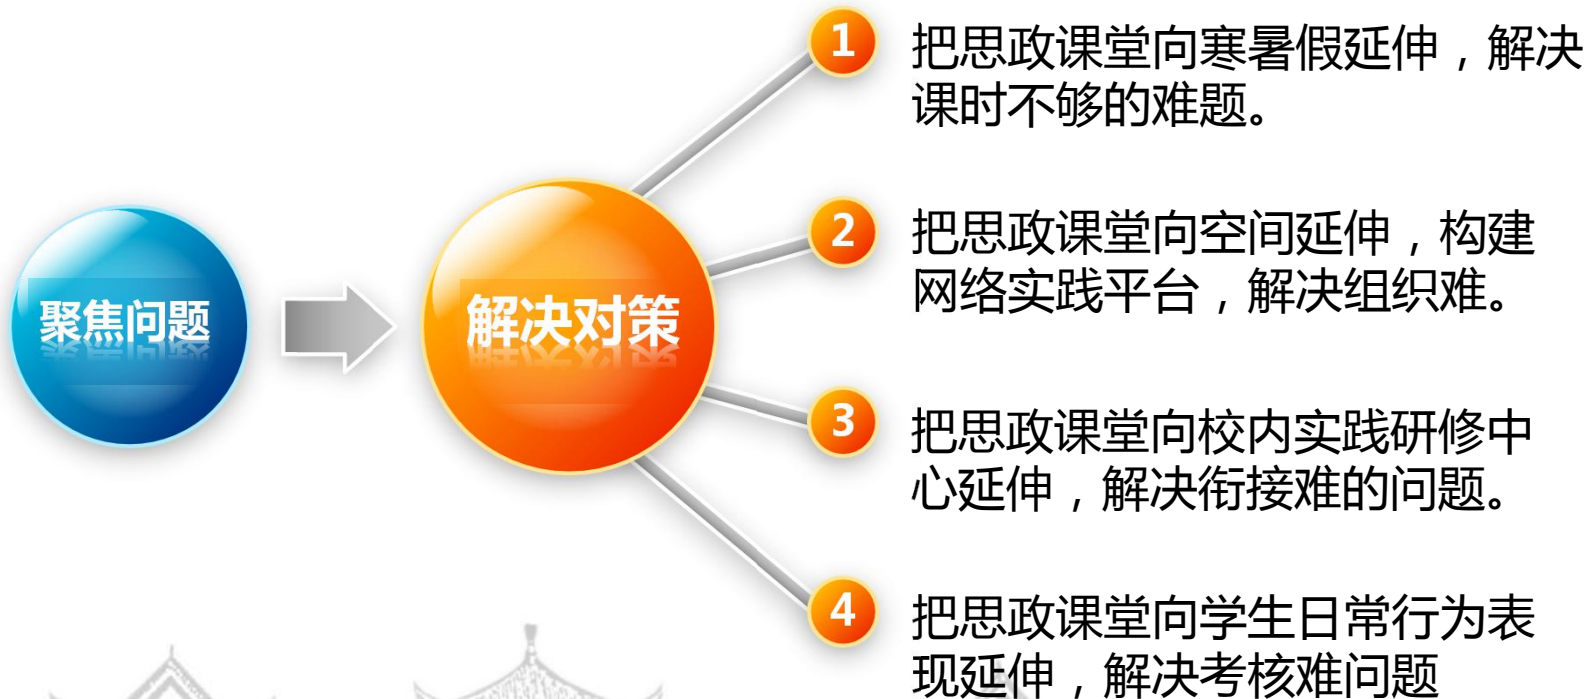 聚焦问题
解决对策
1
把思政课堂向寒暑假延伸，解决
课时不够的难题。
2
把思政课堂向空间延伸，构建
网络实践平台，解决组织难。
3
把思政课堂向校内实践研修中
心延伸，解决衔接难的问题。
4
把思政课堂向学生日常行为表
现延伸，解决考核难问题